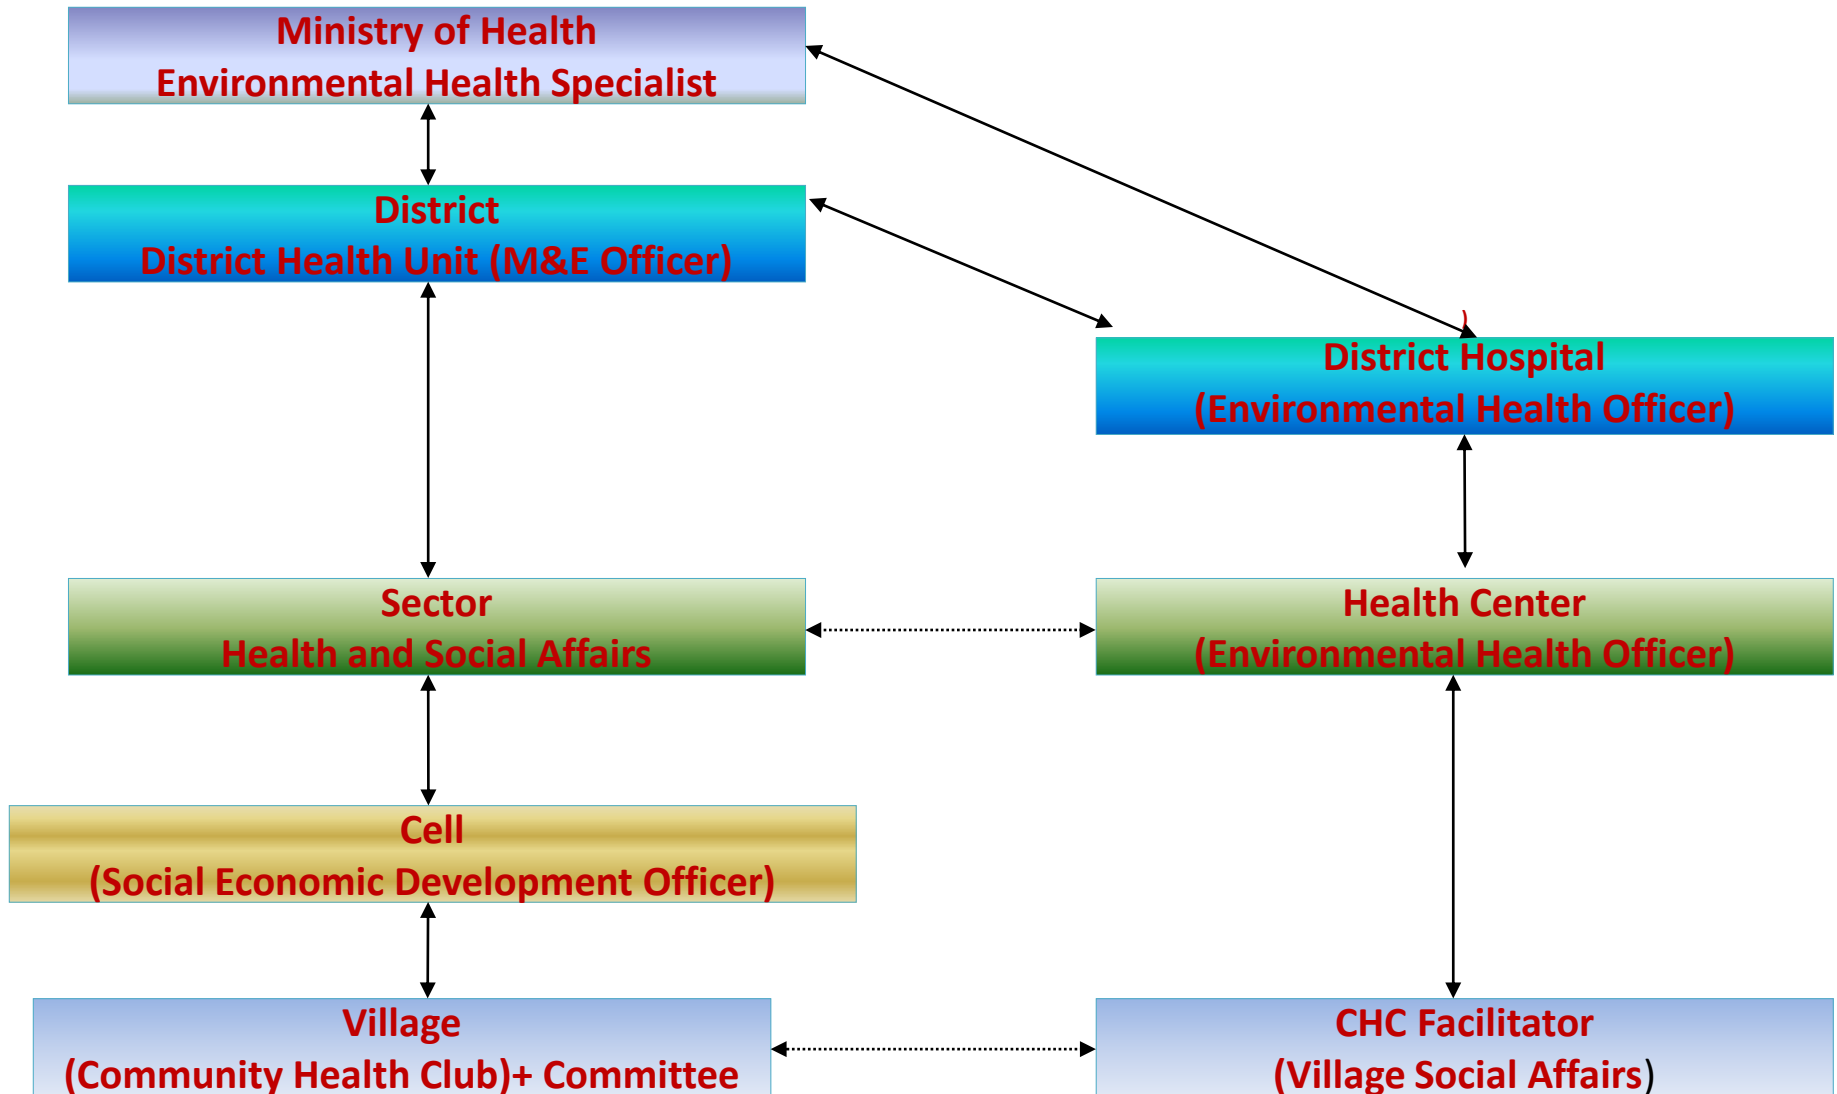 Ministry of Health
Environmental Health Specialist
District
District Health Unit (M&E Officer)
)
District Hospital
(Environmental Health Officer)
Sector
Health and Social Affairs
Health Center
(Environmental Health Officer)
Cell
(Social Economic Development Officer)
Village
(Community Health Club)+ Committee
CHC Facilitator
(Village Social Affairs)